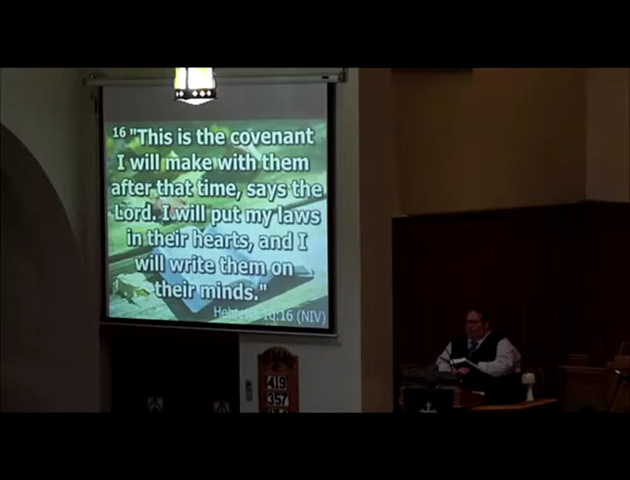 16 "This is the covenant
I will make with them
after that time, says the
Lord. I will put my laws
in their hearts, and I
will write them on
their minds."
Hebrews 10:16 (NIV)
419
357